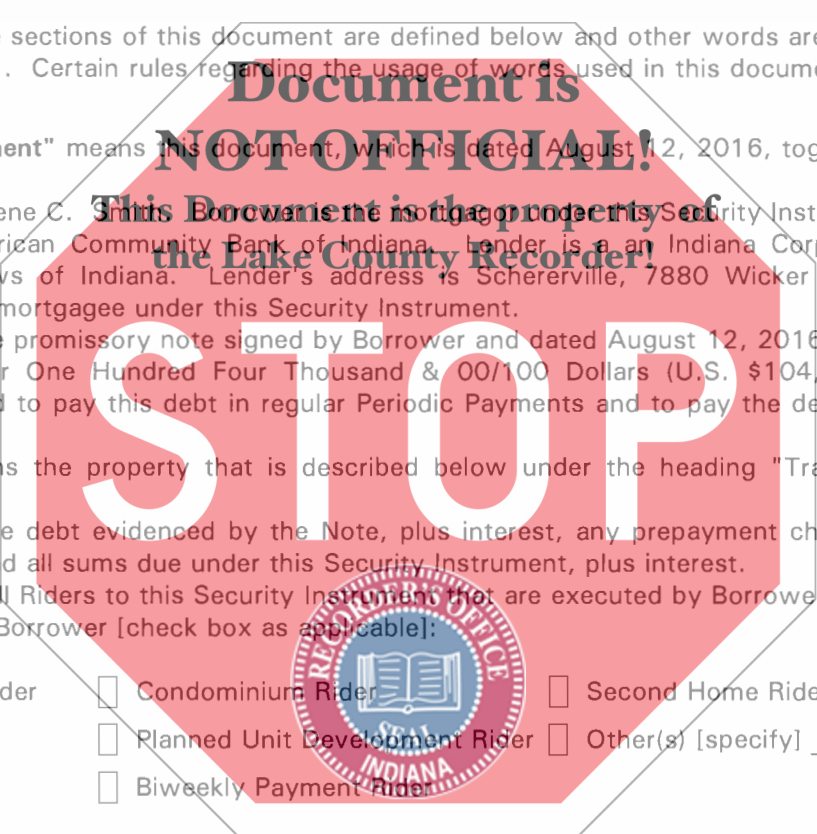 sections of this document are defined below and other words are
. Certain rules regarding the usage of words used in this docume
Document is
ent" means this document, which is dated August 12, 2016, tog
NOT OFFICIAL!
ene C. Smith. Borrower is the mortgagor under this Security Inst
This Document is the property of
rican Community Bank of Indiana. Lender is a an Indiana Corp
the Lake County Recorder!
ws of Indiana. Lender's address is Schererville, 7880 Wicker
mortgagee under this Security Instrument.
promissory note signed by Borrower and dated August 12, 2016
r One Hundred Four Thousand & 00/100 Dollars (U.S. $104,
d to pay this debt in regular Periodic Payments and to pay the de
STOP
ns the property that is described below under the heading "Tra
e debt evidenced by the Note, plus interest, any prepayment ch
d all sums due under this Security Instrument, plus interest.
ll Riders to this Security Instrument that are executed by Borrowe
Borrower [check box as applicable]:
RECORDER'S OFFICE
SEAL
INDIANA
der Condominium Rider Second Home Ride
Planned Unit Development Rider Other(s) [specify] _
Biweekly Payment Rider